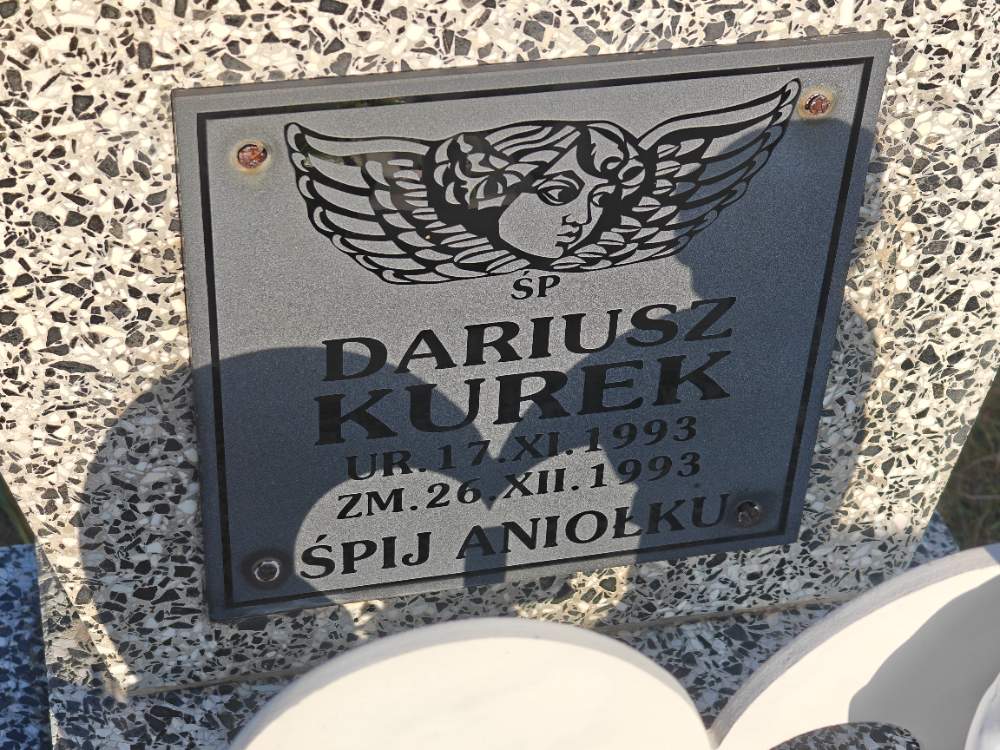 ŚP
DARIUSZ
KUREK
UR. 17. XI. 1993
ZM. 26. XII. 1993
ŚPIJ ANIOŁKU